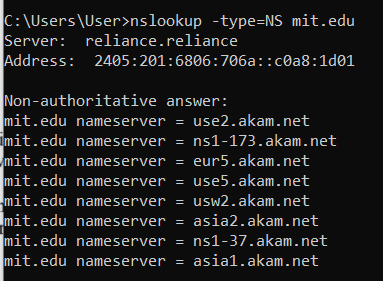 C:\Users\User>nslookup -type=NS mit.edu
Server:  reliance.reliance
Address:  2405:201:6806:706a::c0a8:1d01

Non-authoritative answer:
mit.edu nameserver = use2.akam.net
mit.edu nameserver = ns1-173.akam.net
mit.edu nameserver = eur5.akam.net
mit.edu nameserver = use5.akam.net
mit.edu nameserver = usw2.akam.net
mit.edu nameserver = asia2.akam.net
mit.edu nameserver = ns1-37.akam.net
mit.edu nameserver = asia1.akam.net